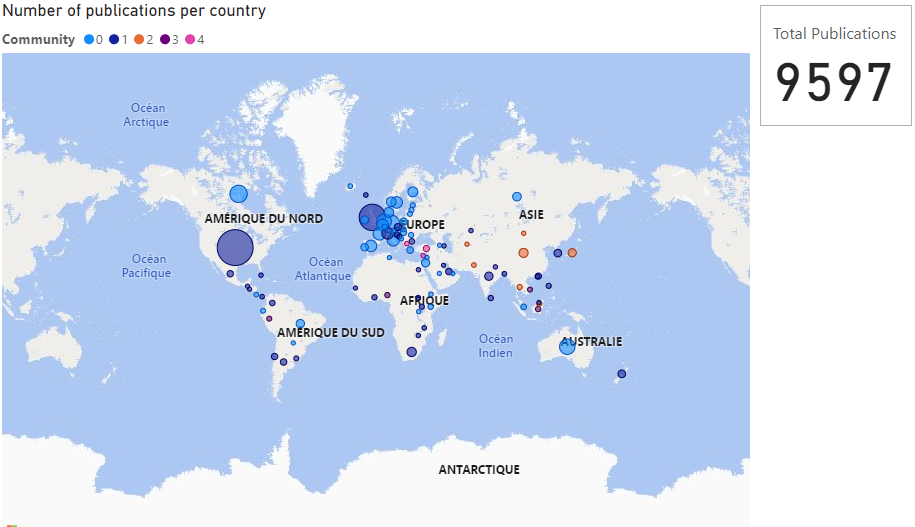 Number of publications per country
Community 0 1 2 3 4
Total Publications
9597
Océan
Arctique
AMÉRIQUE DU NORD
EUROPE
ASIE
Océan
Pacifique
Océan
Atlantique
AFRIQUE
AMÉRIQUE DU SUD
Océan
Indien
AUSTRALIE
ANTARCTIQUE